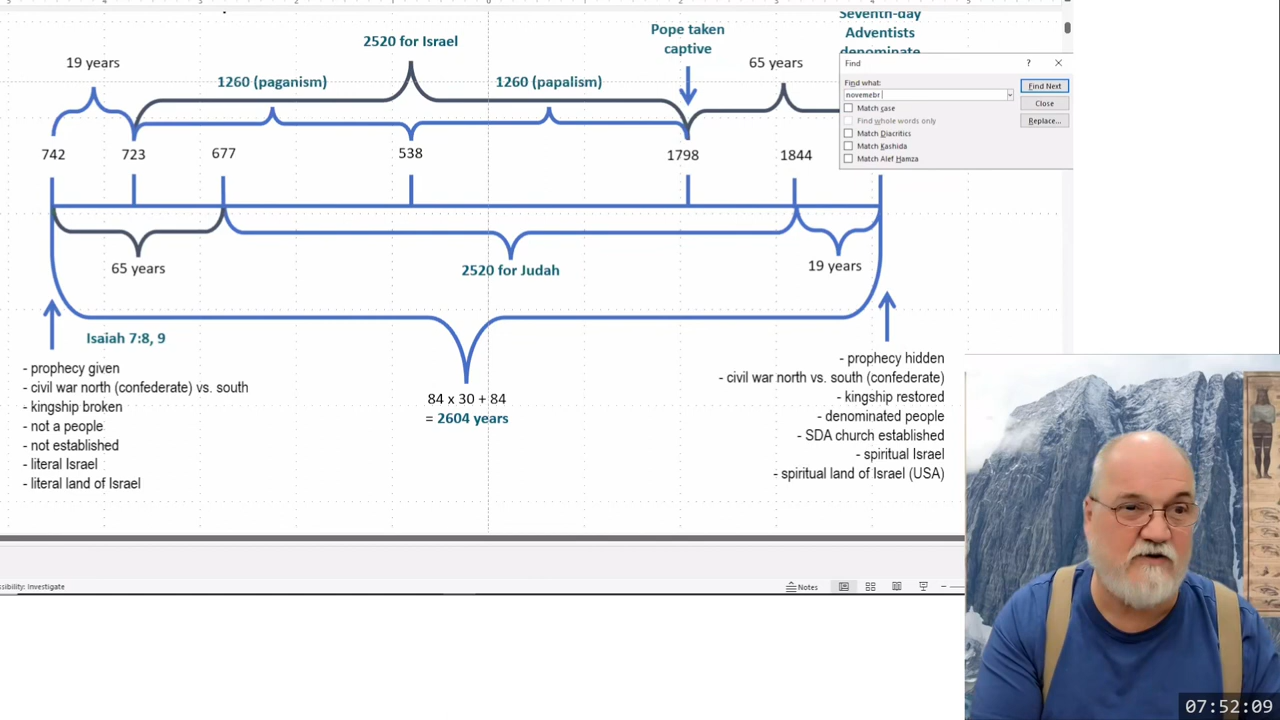 Seventh-day
Adventists
denominate
Pope taken
captive
2520 for Israel
19 years
65 years
1260 (paganism)
1260 (papalism)
Find
?
Find what:
novemebr
Find Next
Close
Replace...
Match case
Find whole words only
Match Diacritics
Match Kashida
Match Alef Hamza
742
723
677
538
1798
1844
65 years
2520 for Judah
19 years
Isaiah 7:8, 9
- prophecy given
- civil war north (confederate) vs. south
- kingship broken
- not a people
- not established
- literal Israel
- literal land of Israel
84 x 30 + 84
= 2604 years
- prophecy hidden
- civil war north vs. south (confederate)
- kingship restored
- denominated people
- SDA church established
- spiritual Israel
- spiritual land of Israel (USA)
sibility: Investigate
Notes
07:52:09